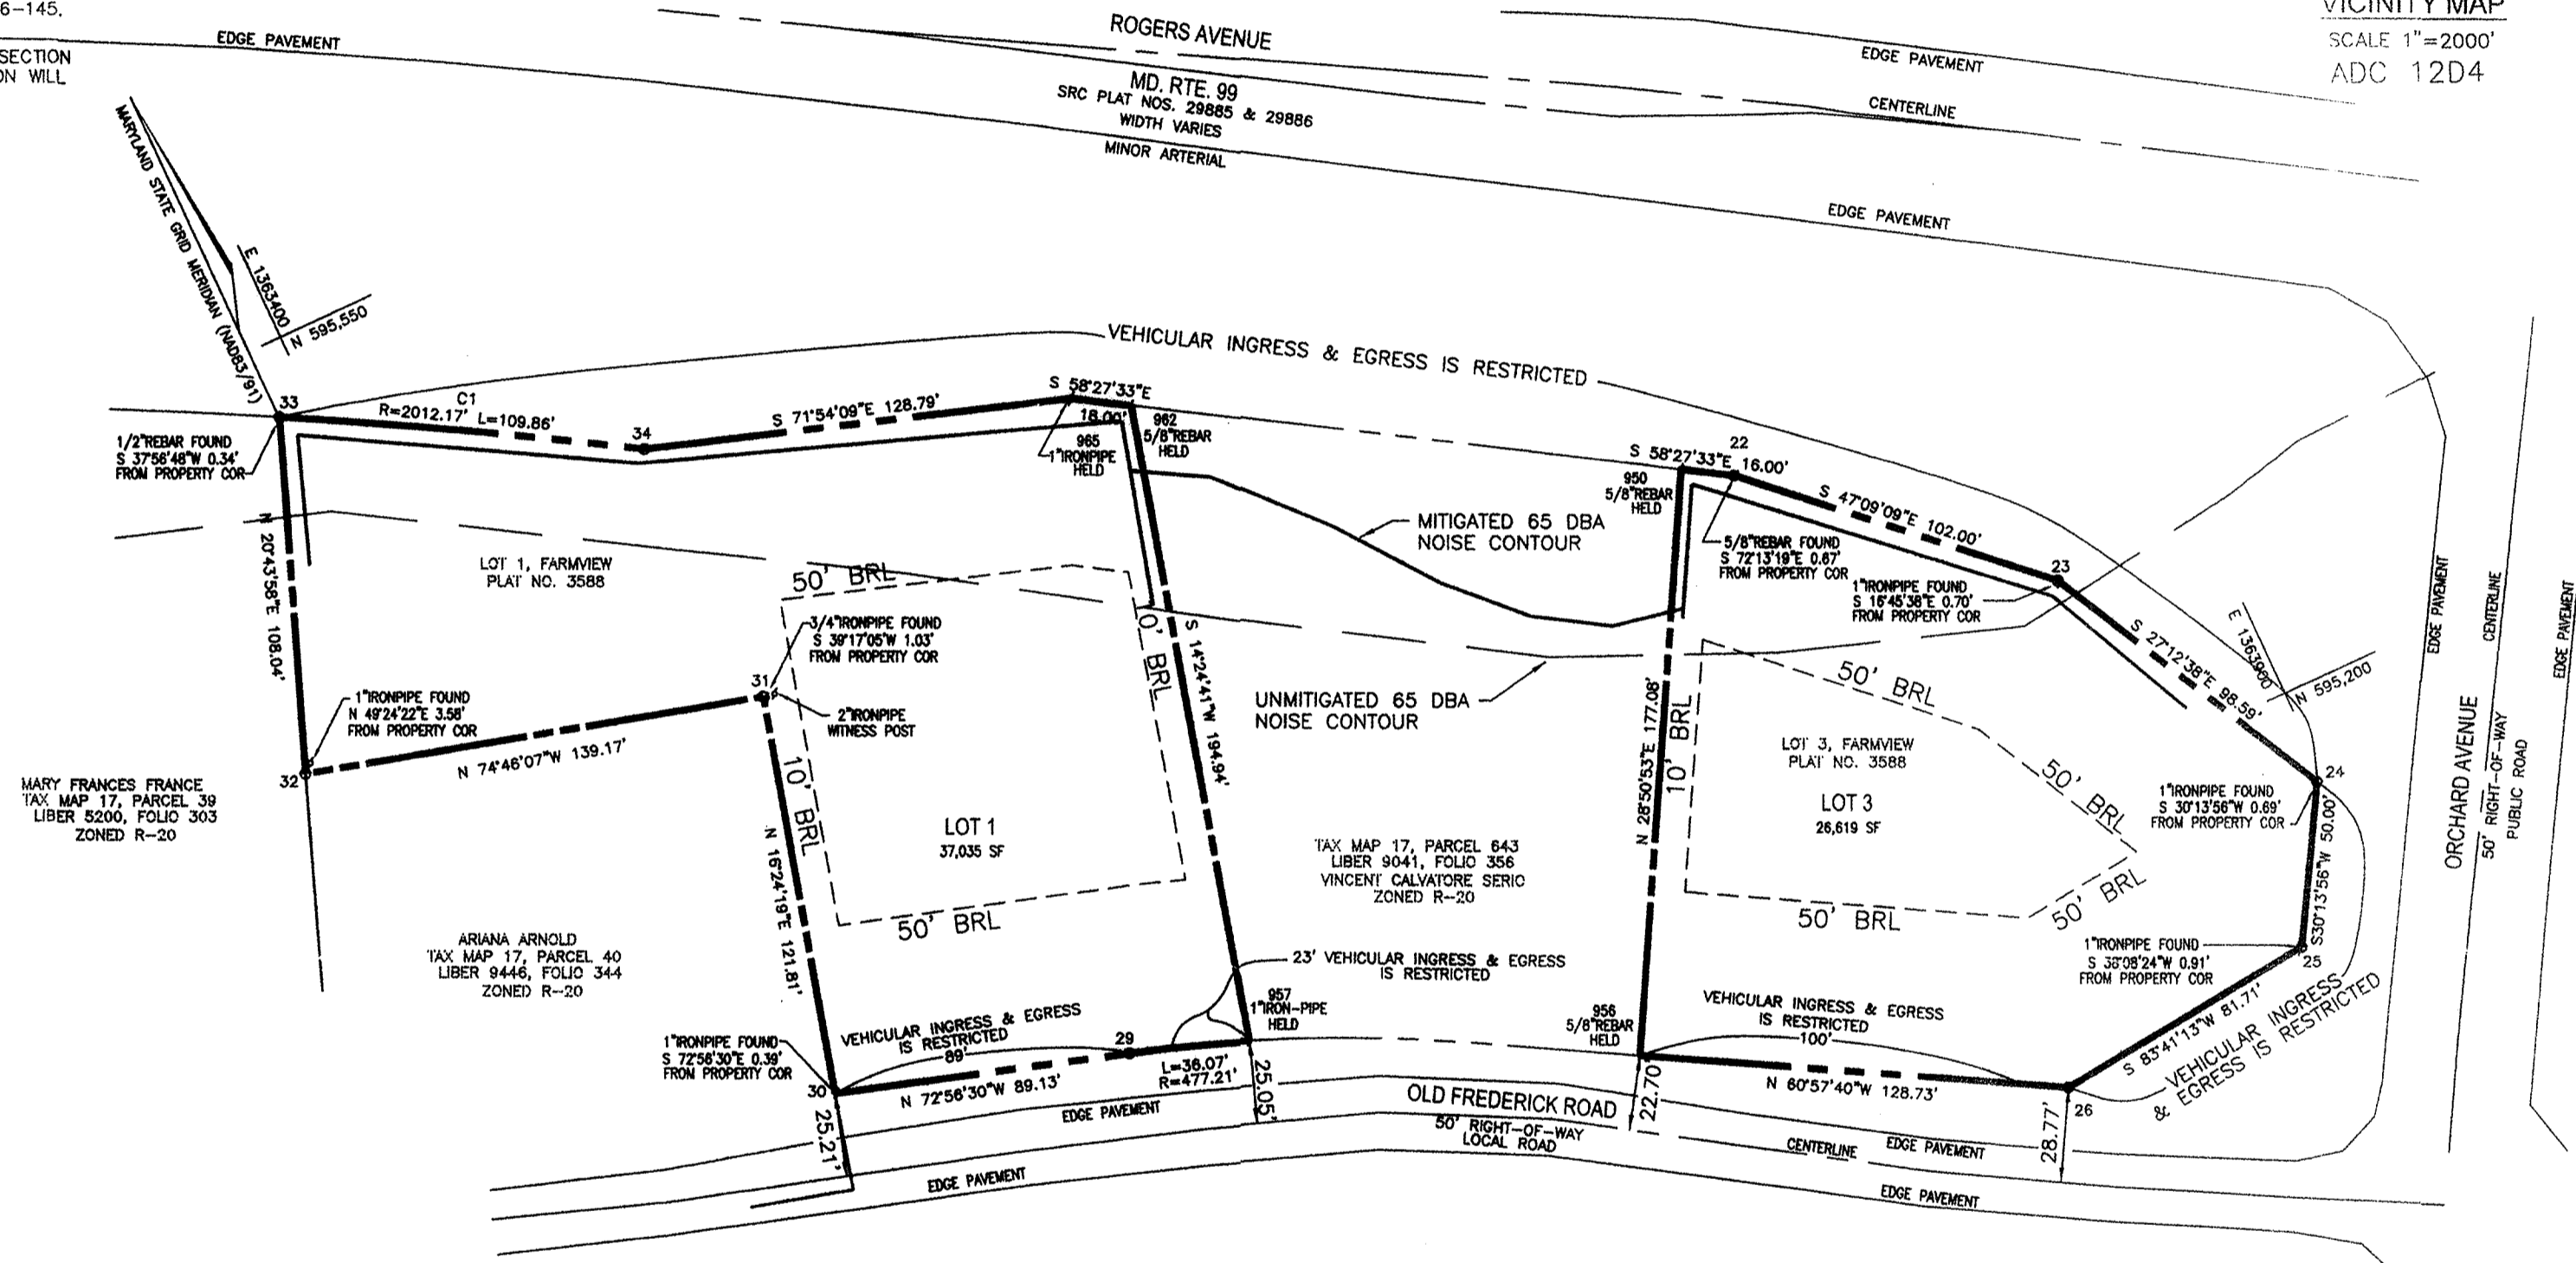 6-145.
SECTION
ON WILL
EDGE PAVEMENT
ROGERS AVENUE
MD. RTE. 99
SRC PLAT NOS. 29885 & 29886
WIDTH VARIES
MINOR ARTERIAL
EDGE PAVEMENT
CENTERLINE
EDGE PAVEMENT
VICINITY MAP
SCALE 1"=2000'
ADC 12D4
MARYLAND STATE GRID MERIDIAN (NAD83/91)
E 1363400
N 595,550
VEHICULAR INGRESS & EGRESS IS RESTRICTED
33
C1
R=2012.17' L=109.86'
34
S 71°54'09"E 128.79'
S 58°27'33"E
18.00'
965
1"IRONPIPE
HELD
962
5/8"REBAR
HELD
1/2"REBAR FOUND
S 37°56'48"W 0.34'
FROM PROPERTY COR
N 20°43'58"E 108.04'
LOT 1, FARMVIEW
PLAT NO. 3588
50' BRL
3/4"IRONPIPE FOUND
S 39°17'05"W 1.03'
FROM PROPERTY COR
31
2"IRONPIPE
WITNESS POST
1"IRONPIPE FOUND
N 49°24'22"E 3.58'
FROM PROPERTY COR
32
N 74°46'07"W 139.17'
10' BRL
10' BRL
S 14°24'41"W 194.94'
N 16°24'19"E 121.81'
LOT 1
37,035 SF
50' BRL
MARY FRANCES FRANCE
TAX MAP 17, PARCEL 39
LIBER 5200, FOLIO 303
ZONED R-20
ARIANA ARNOLD
TAX MAP 17, PARCEL 40
LIBER 9446, FOLIO 344
ZONED R-20
MITIGATED 65 DBA
NOISE CONTOUR
UNMITIGATED 65 DBA
NOISE CONTOUR
TAX MAP 17, PARCEL 643
LIBER 9041, FOLIO 356
VINCENT CALVATORE SERIO
ZONED R-20
23' VEHICULAR INGRESS & EGRESS
IS RESTRICTED
957
1"IRON-PIPE
HELD
1"IRONPIPE FOUND
S 72°56'30"E 0.39'
FROM PROPERTY COR
30
VEHICULAR INGRESS & EGRESS
IS RESTRICTED
89'
29
N 72°56'30"W 89.13'
L=36.07'
R=477.21'
25.21'
25.05'
EDGE PAVEMENT
EDGE PAVEMENT
OLD FREDERICK ROAD
50' RIGHT-OF-WAY
LOCAL ROAD
S 58°27'33"E 16.00'
22
950
5/8"REBAR
HELD
S 47°09'09"E 102.00'
5/8"REBAR FOUND
S 72°13'19"E 0.67'
FROM PROPERTY COR
23
1"IRONPIPE FOUND
S 16°45'38"E 0.70'
FROM PROPERTY COR
S 27°12'38"E 98.59'
E 1363900
N 595,200
N 28°50'53"E 177.08'
10' BRL
50' BRL
50' BRL
LOT 3, FARMVIEW
PLAT NO. 3588
LOT 3
26,619 SF
50' BRL
50' BRL
24
1"IRONPIPE FOUND
S 30°13'56"W 0.69'
FROM PROPERTY COR
S30°13'56"W 50.00'
1"IRONPIPE FOUND
S 38°08'24"W 0.91'
FROM PROPERTY COR
25
S 83°41'13"W 81.71'
VEHICULAR INGRESS
& EGRESS IS RESTRICTED
956
5/8"REBAR
HELD
VEHICULAR INGRESS & EGRESS
IS RESTRICTED
100'
N 60°57'40"W 128.73'
26
22.70'
28.77'
CENTERLINE
EDGE PAVEMENT
EDGE PAVEMENT
EDGE PAVEMENT
ORCHARD AVENUE
50' RIGHT-OF-WAY
PUBLIC ROAD
CENTERLINE
EDGE PAVEMENT